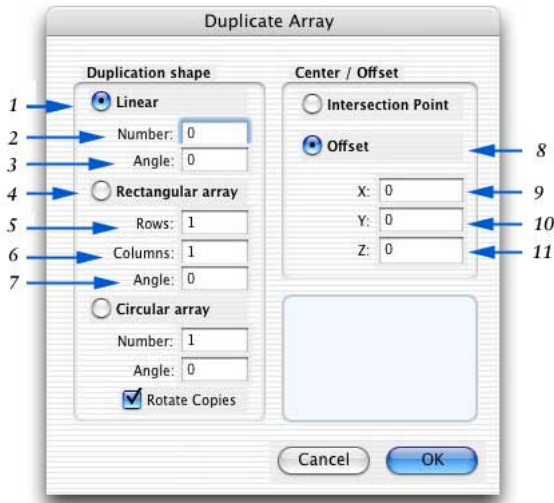 Duplicate Array
Duplication shape
1 Linear
2 Number: 0
3 Angle: 0
4 Rectangular array
5 Rows: 1
6 Columns: 1
7 Angle: 0
Circular array
Number: 1
Angle: 0
Rotate Copies
Center / Offset
Intersection Point
Offset 8
X: 0 9
Y: 0 10
Z: 0 11
Cancel OK